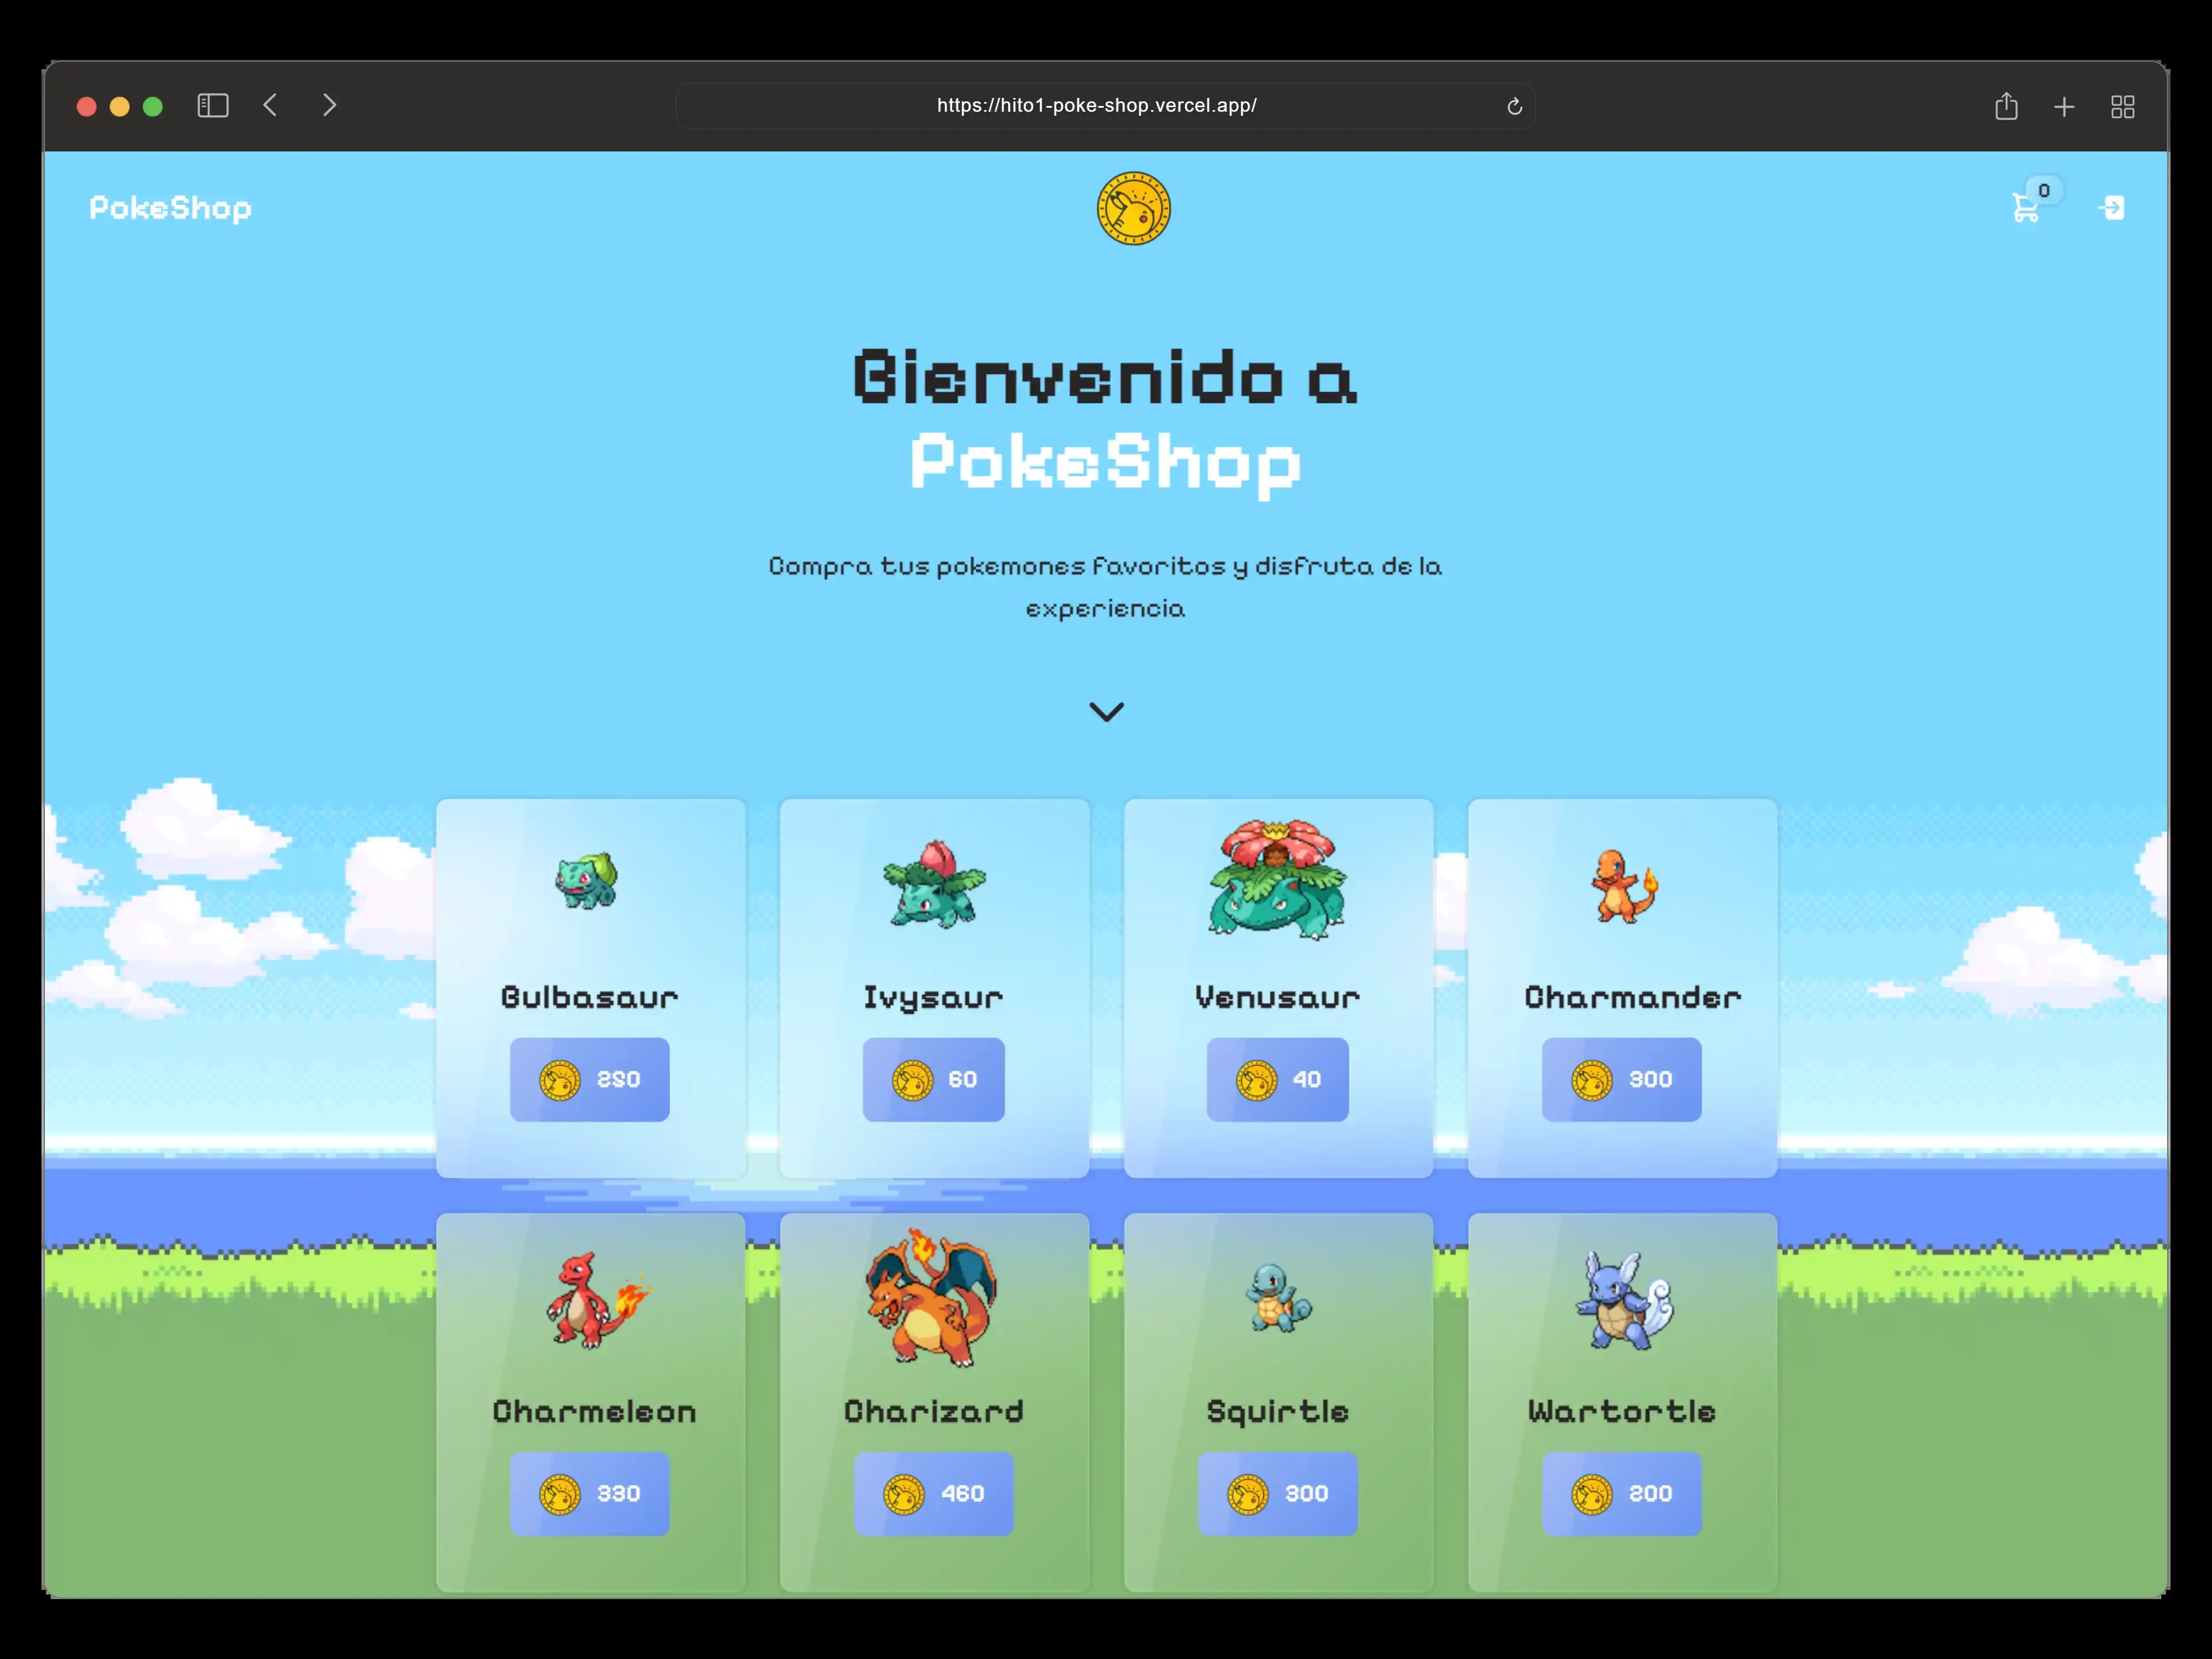 https://hito1-poke-shop.vercel.app/
PokeShop
0
Bienvenido a
PokeShop
Compra tus pokemones favoritos y disfruta de la
experiencia
Bulbasaur
Ivysaur
Venusaur
Charmander
250
60
40
300
Charmeleon
Charizard
Squirtle
Wartortle
330
460
300
200